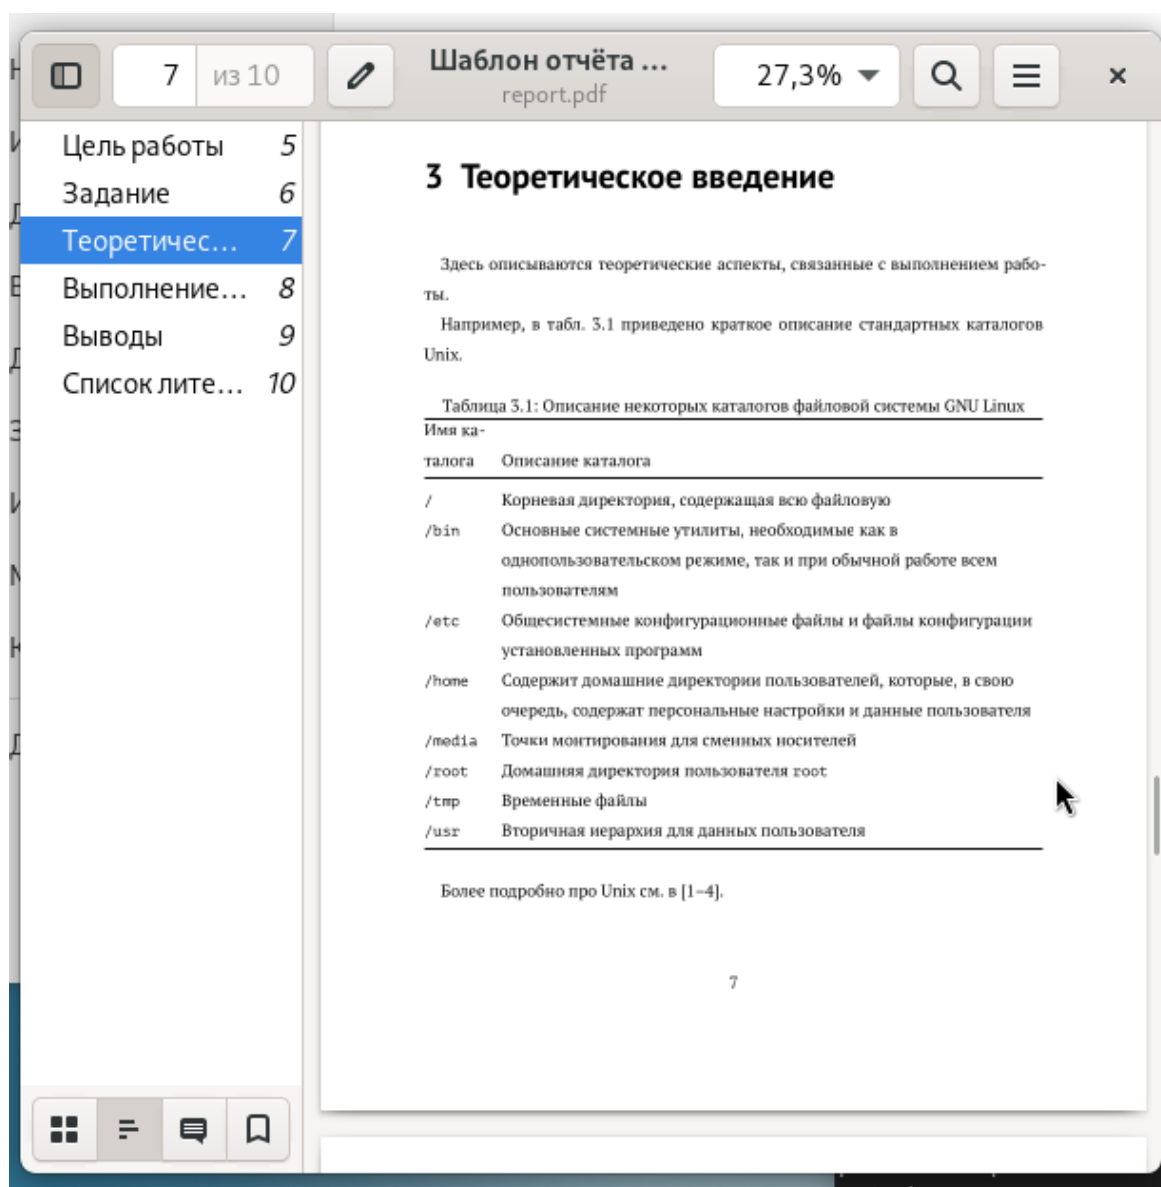 7 из 10
Шаблон отчёта ...
report.pdf
27,3%
Цель работы 5
Задание 6
Теоретичес... 7
Выполнение... 8
Выводы 9
Список лите... 10
3 Теоретическое введение
Здесь описываются теоретические аспекты, связанные с выполнением рабо-
ты.
Например, в табл. 3.1 приведено краткое описание стандартных каталогов
Unix.
Таблица 3.1: Описание некоторых каталогов файловой системы GNU Linux
Имя ка-
талога Описание каталога
/ Корневая директория, содержащая всю файловую
/bin Основные системные утилиты, необходимые как в
однопользовательском режиме, так и при обычной работе всем
пользователям
/etc Общесистемные конфигурационные файлы и файлы конфигурации
установленных программ
/home Содержит домашние директории пользователей, которые, в свою
очередь, содержат персональные настройки и данные пользователя
/media Точки монтирования для сменных носителей
/root Домашняя директория пользователя root
/tmp Временные файлы
/usr Вторичная иерархия для данных пользователя
Более подробно про Unix см. в [1–4].
7